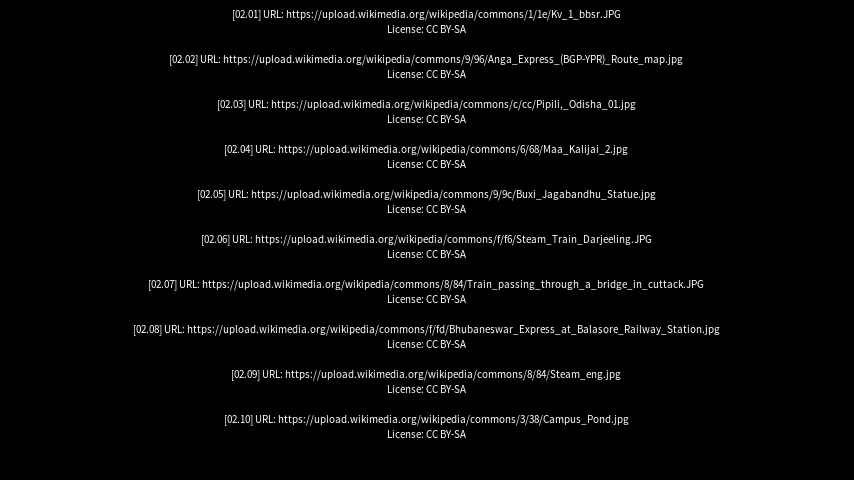 [02.01] URL: https://upload.wikimedia.org/wikipedia/commons/1/1e/Kv_1_bbsr.JPG
License: CC BY-SA
[02.02] URL: https://upload.wikimedia.org/wikipedia/commons/9/96/Anga_Express_(BGP-YPR)_Route_map.jpg
License: CC BY-SA
[02.03] URL: https://upload.wikimedia.org/wikipedia/commons/c/cc/Pipili,_Odisha_01.jpg
License: CC BY-SA
[02.04] URL: https://upload.wikimedia.org/wikipedia/commons/6/68/Maa_Kalijai_2.jpg
License: CC BY-SA
[02.05] URL: https://upload.wikimedia.org/wikipedia/commons/9/9c/Buxi_Jagabandhu_Statue.jpg
License: CC BY-SA
[02.06] URL: https://upload.wikimedia.org/wikipedia/commons/f/f6/Steam_Train_Darjeeling.JPG
License: CC BY-SA
[02.07] URL: https://upload.wikimedia.org/wikipedia/commons/8/84/Train_passing_through_a_bridge_in_cuttack.JPG
License: CC BY-SA
[02.08] URL: https://upload.wikimedia.org/wikipedia/commons/f/fd/Bhubaneswar_Express_at_Balasore_Railway_Station.jpg
License: CC BY-SA
[02.09] URL: https://upload.wikimedia.org/wikipedia/commons/8/84/Steam_eng.jpg
License: CC BY-SA
[02.10] URL: https://upload.wikimedia.org/wikipedia/commons/3/38/Campus_Pond.jpg
License: CC BY-SA